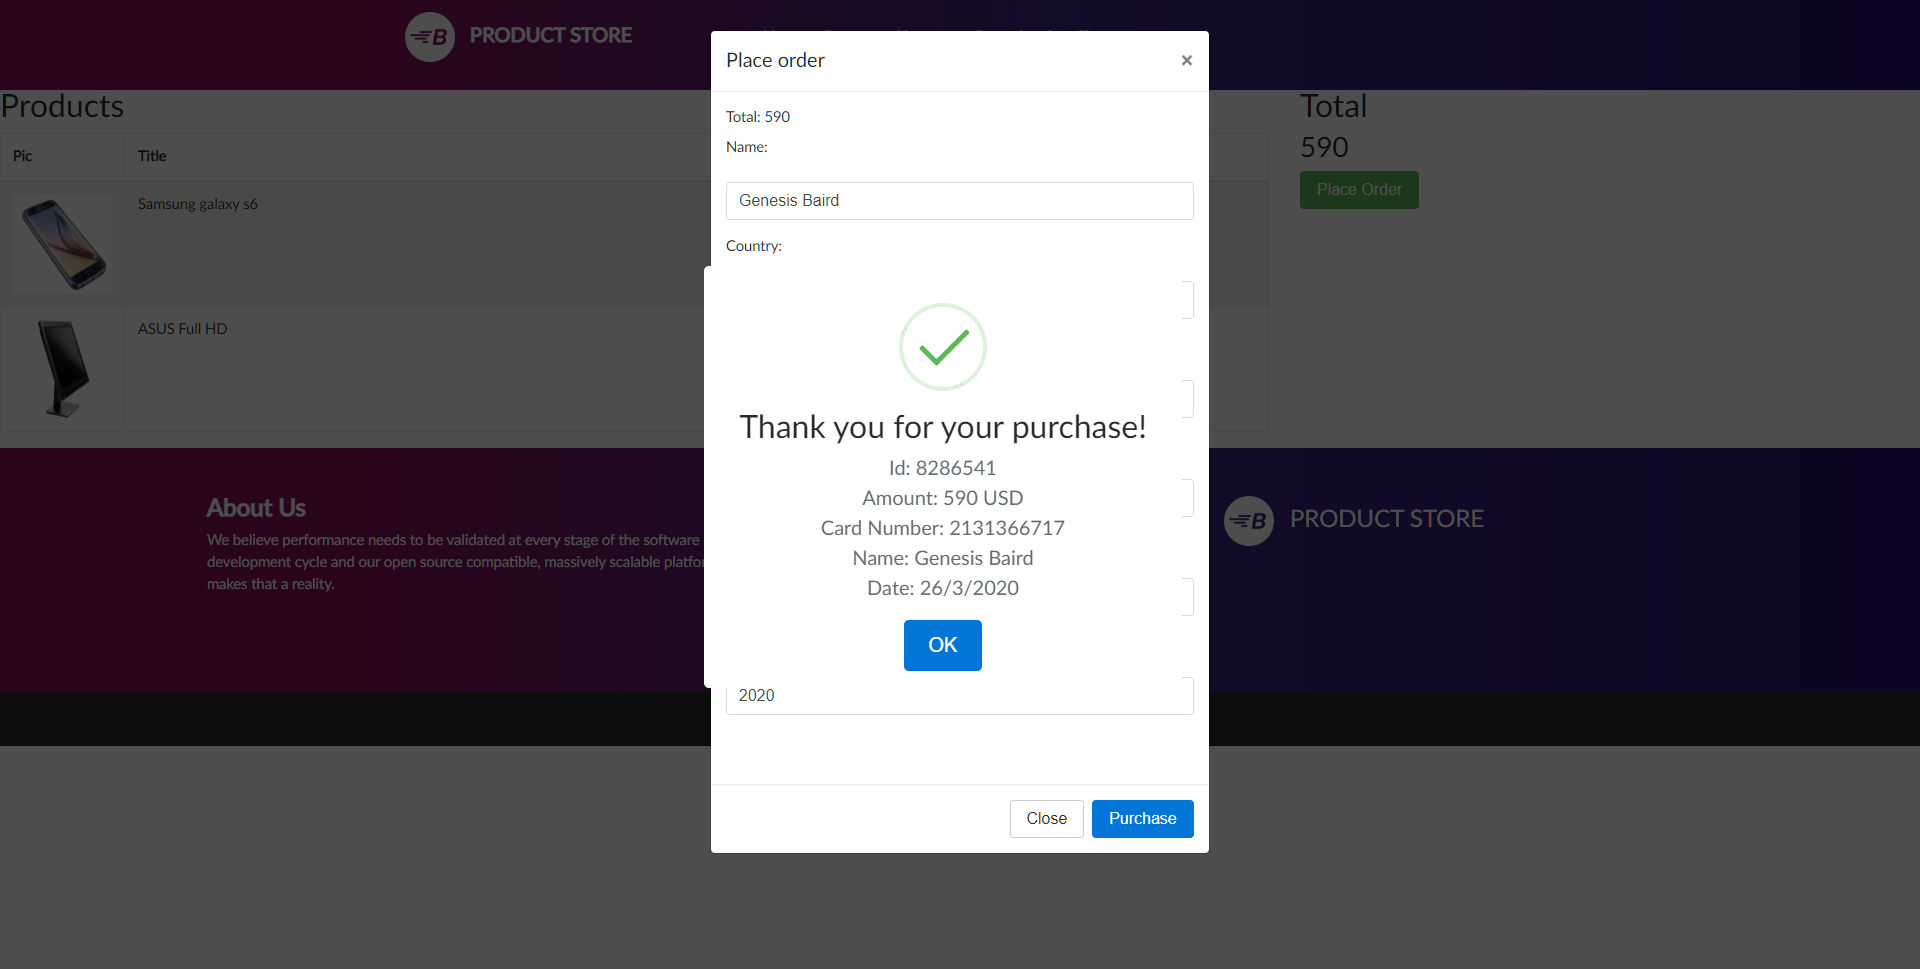 B PRODUCT STORE
Place order
×
Products
Total
Total: 590
Name:
590
Pic
Title
Place Order
Samsung galaxy s6
Genesis Baird
Country:
ASUS Full HD
Thank you for your purchase!
Id: 8286541
Amount: 590 USD
Card Number: 2131366717
Name: Genesis Baird
Date: 26/3/2020
OK
About Us
We believe performance needs to be validated at every stage of the software
development cycle and our open source compatible, massively scalable
makes that a reality.
B PRODUCT STORE
2020
Close
Purchase